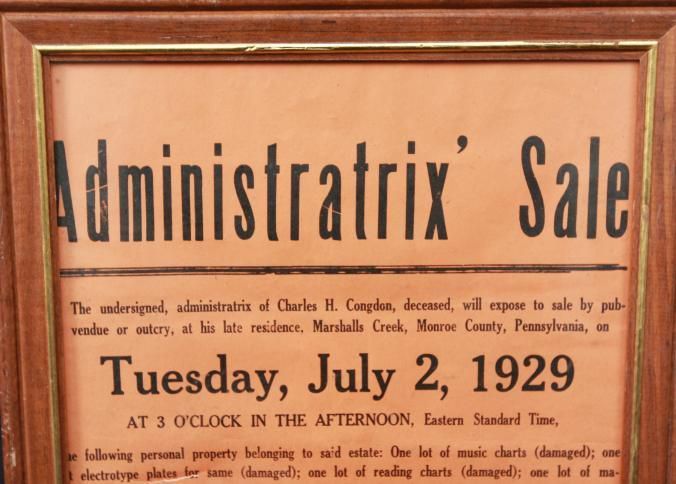 Administratrix' Sale
The undersigned, administratrix of Charles H. Congdon, deceased, will expose to sale by pub-
vendue or outcry, at his late residence, Marshalls Creek, Monroe County, Pennsylvania, on
Tuesday, July 2, 1929
AT 3 O'CLOCK IN THE AFTERNOON, Eastern Standard Time,
following personal property belonging to said estate: One lot of music charts (damaged); one
electrotype plates for same (damaged); one lot of reading charts (damaged); one lot of ma-